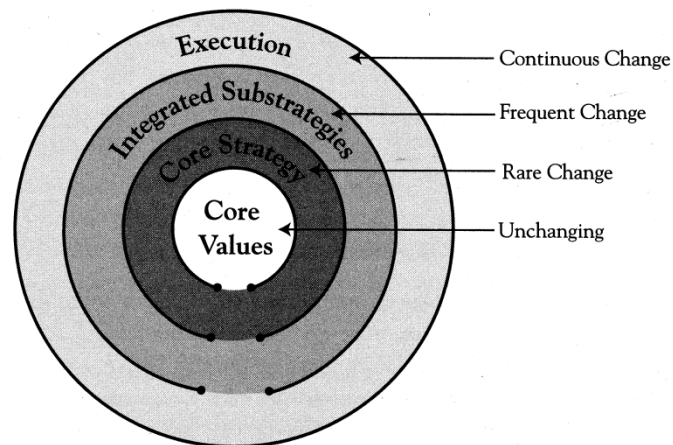 Execution
Continuous Change
Integrated Substrategies
Frequent Change
Core Strategy
Rare Change
Core
Values
Unchanging